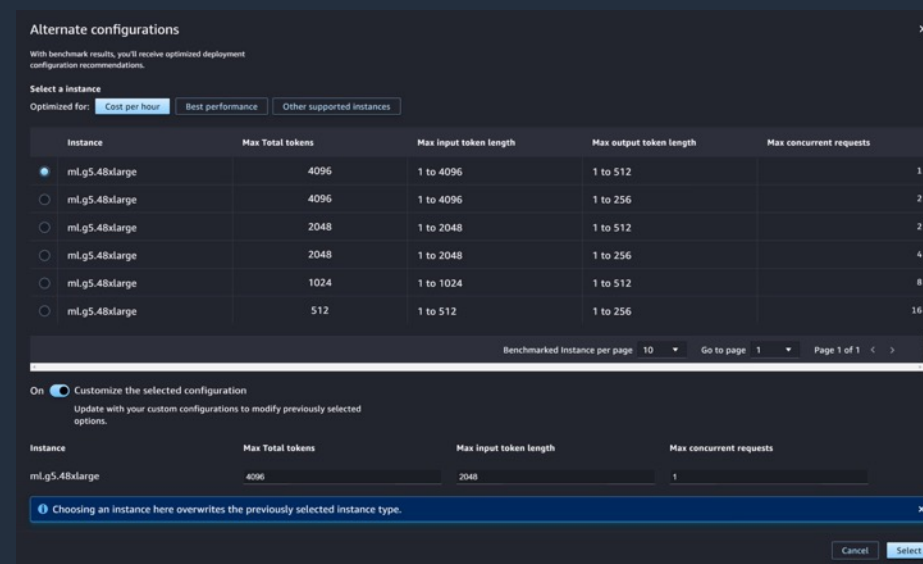 Alternate configurations
With benchmark results, you'll receive optimized deployment
configuration recommendations.
Select a instance
Optimized for: Cost per hour Best performance Other supported instances
Instance Max Total tokens Max input token length Max output token length Max concurrent requests
ml.g5.48xlarge 4096 1 to 4096 1 to 512 1
ml.g5.48xlarge 4096 1 to 4096 1 to 256 2
ml.g5.48xlarge 2048 1 to 2048 1 to 512 2
ml.g5.48xlarge 2048 1 to 2048 1 to 256 4
ml.g5.48xlarge 1024 1 to 1024 1 to 512 8
ml.g5.48xlarge 512 1 to 512 1 to 256 16
Benchmarked Instance per page 10 Go to page 1 Page 1 of 1
On Customize the selected configuration
Update with your custom configurations to modify previously selected
options.
Instance Max Total tokens Max input token length Max concurrent requests
ml.g5.48xlarge 4096 2048 1
Choosing an instance here overwrites the previously selected instance type.
Cancel Select